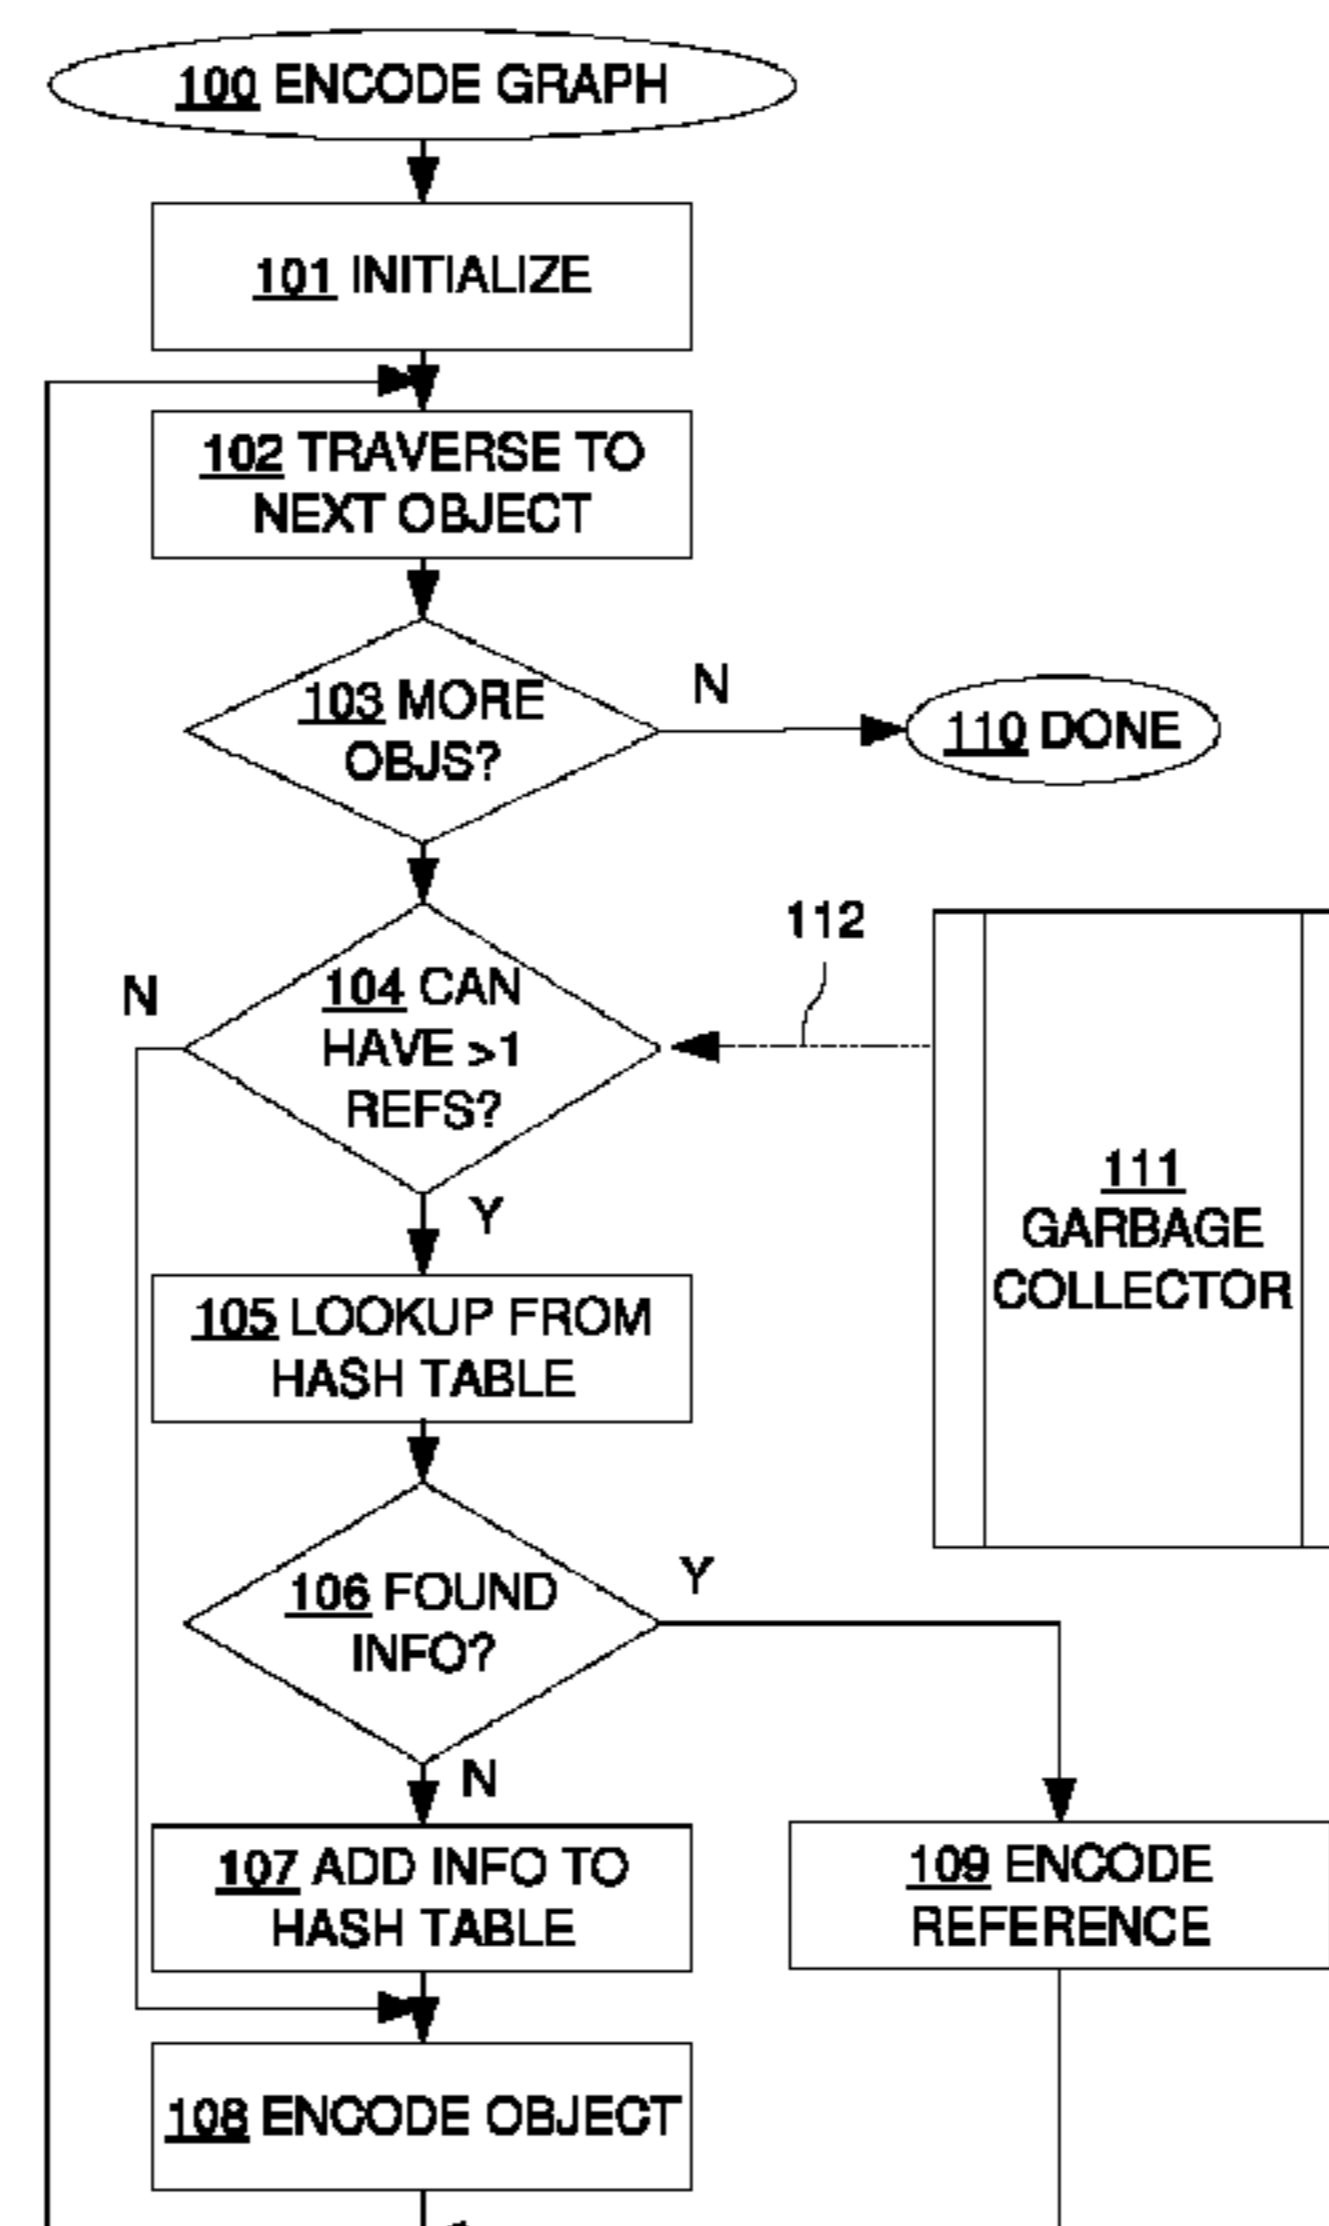 100 ENCODE GRAPH
101 INITIALIZE
102 TRAVERSE TO
NEXT OBJECT
103 MORE
OBJS?
N
110 DONE
112
N
104 CAN
HAVE >1
REFS?
111
GARBAGE
COLLECTOR
Y
105 LOOKUP FROM
HASH TABLE
106 FOUND
INFO?
Y
N
107 ADD INFO TO
HASH TABLE
109 ENCODE
REFERENCE
108 ENCODE OBJECT